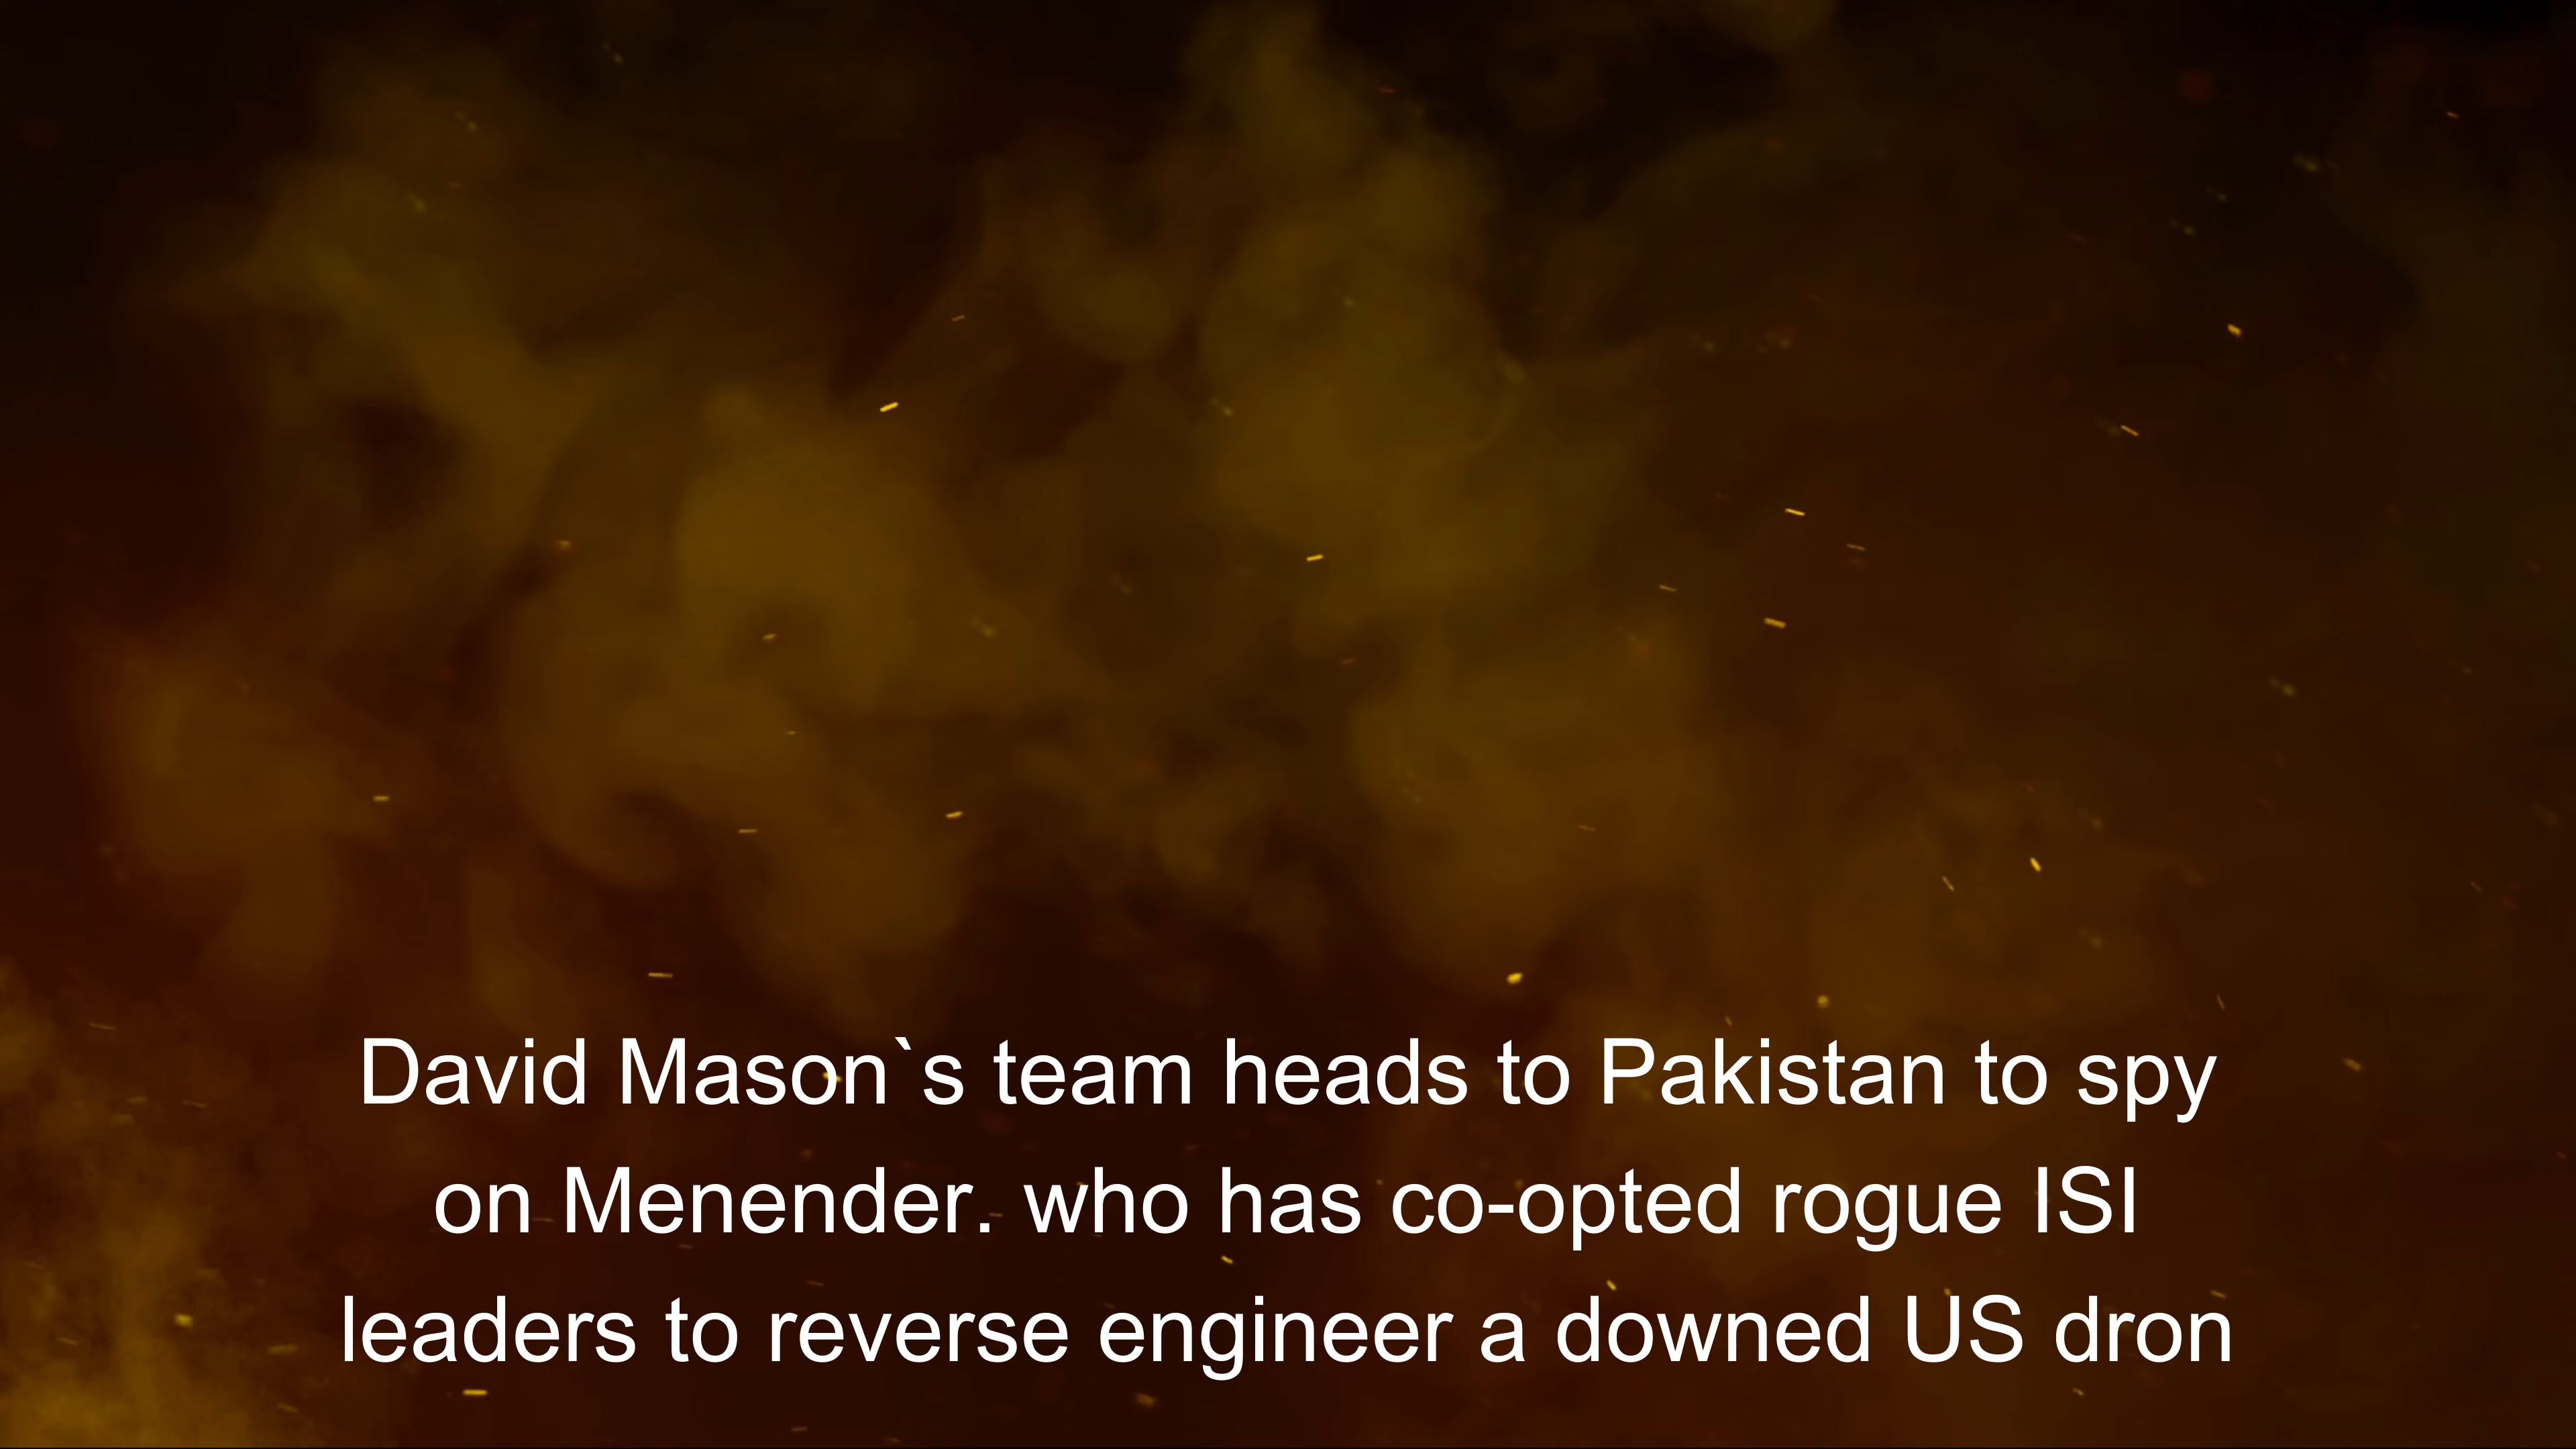 David Mason`s team heads to Pakistan to spy
on Menender. who has co-opted rogue ISI
leaders to reverse engineer a downed US dron